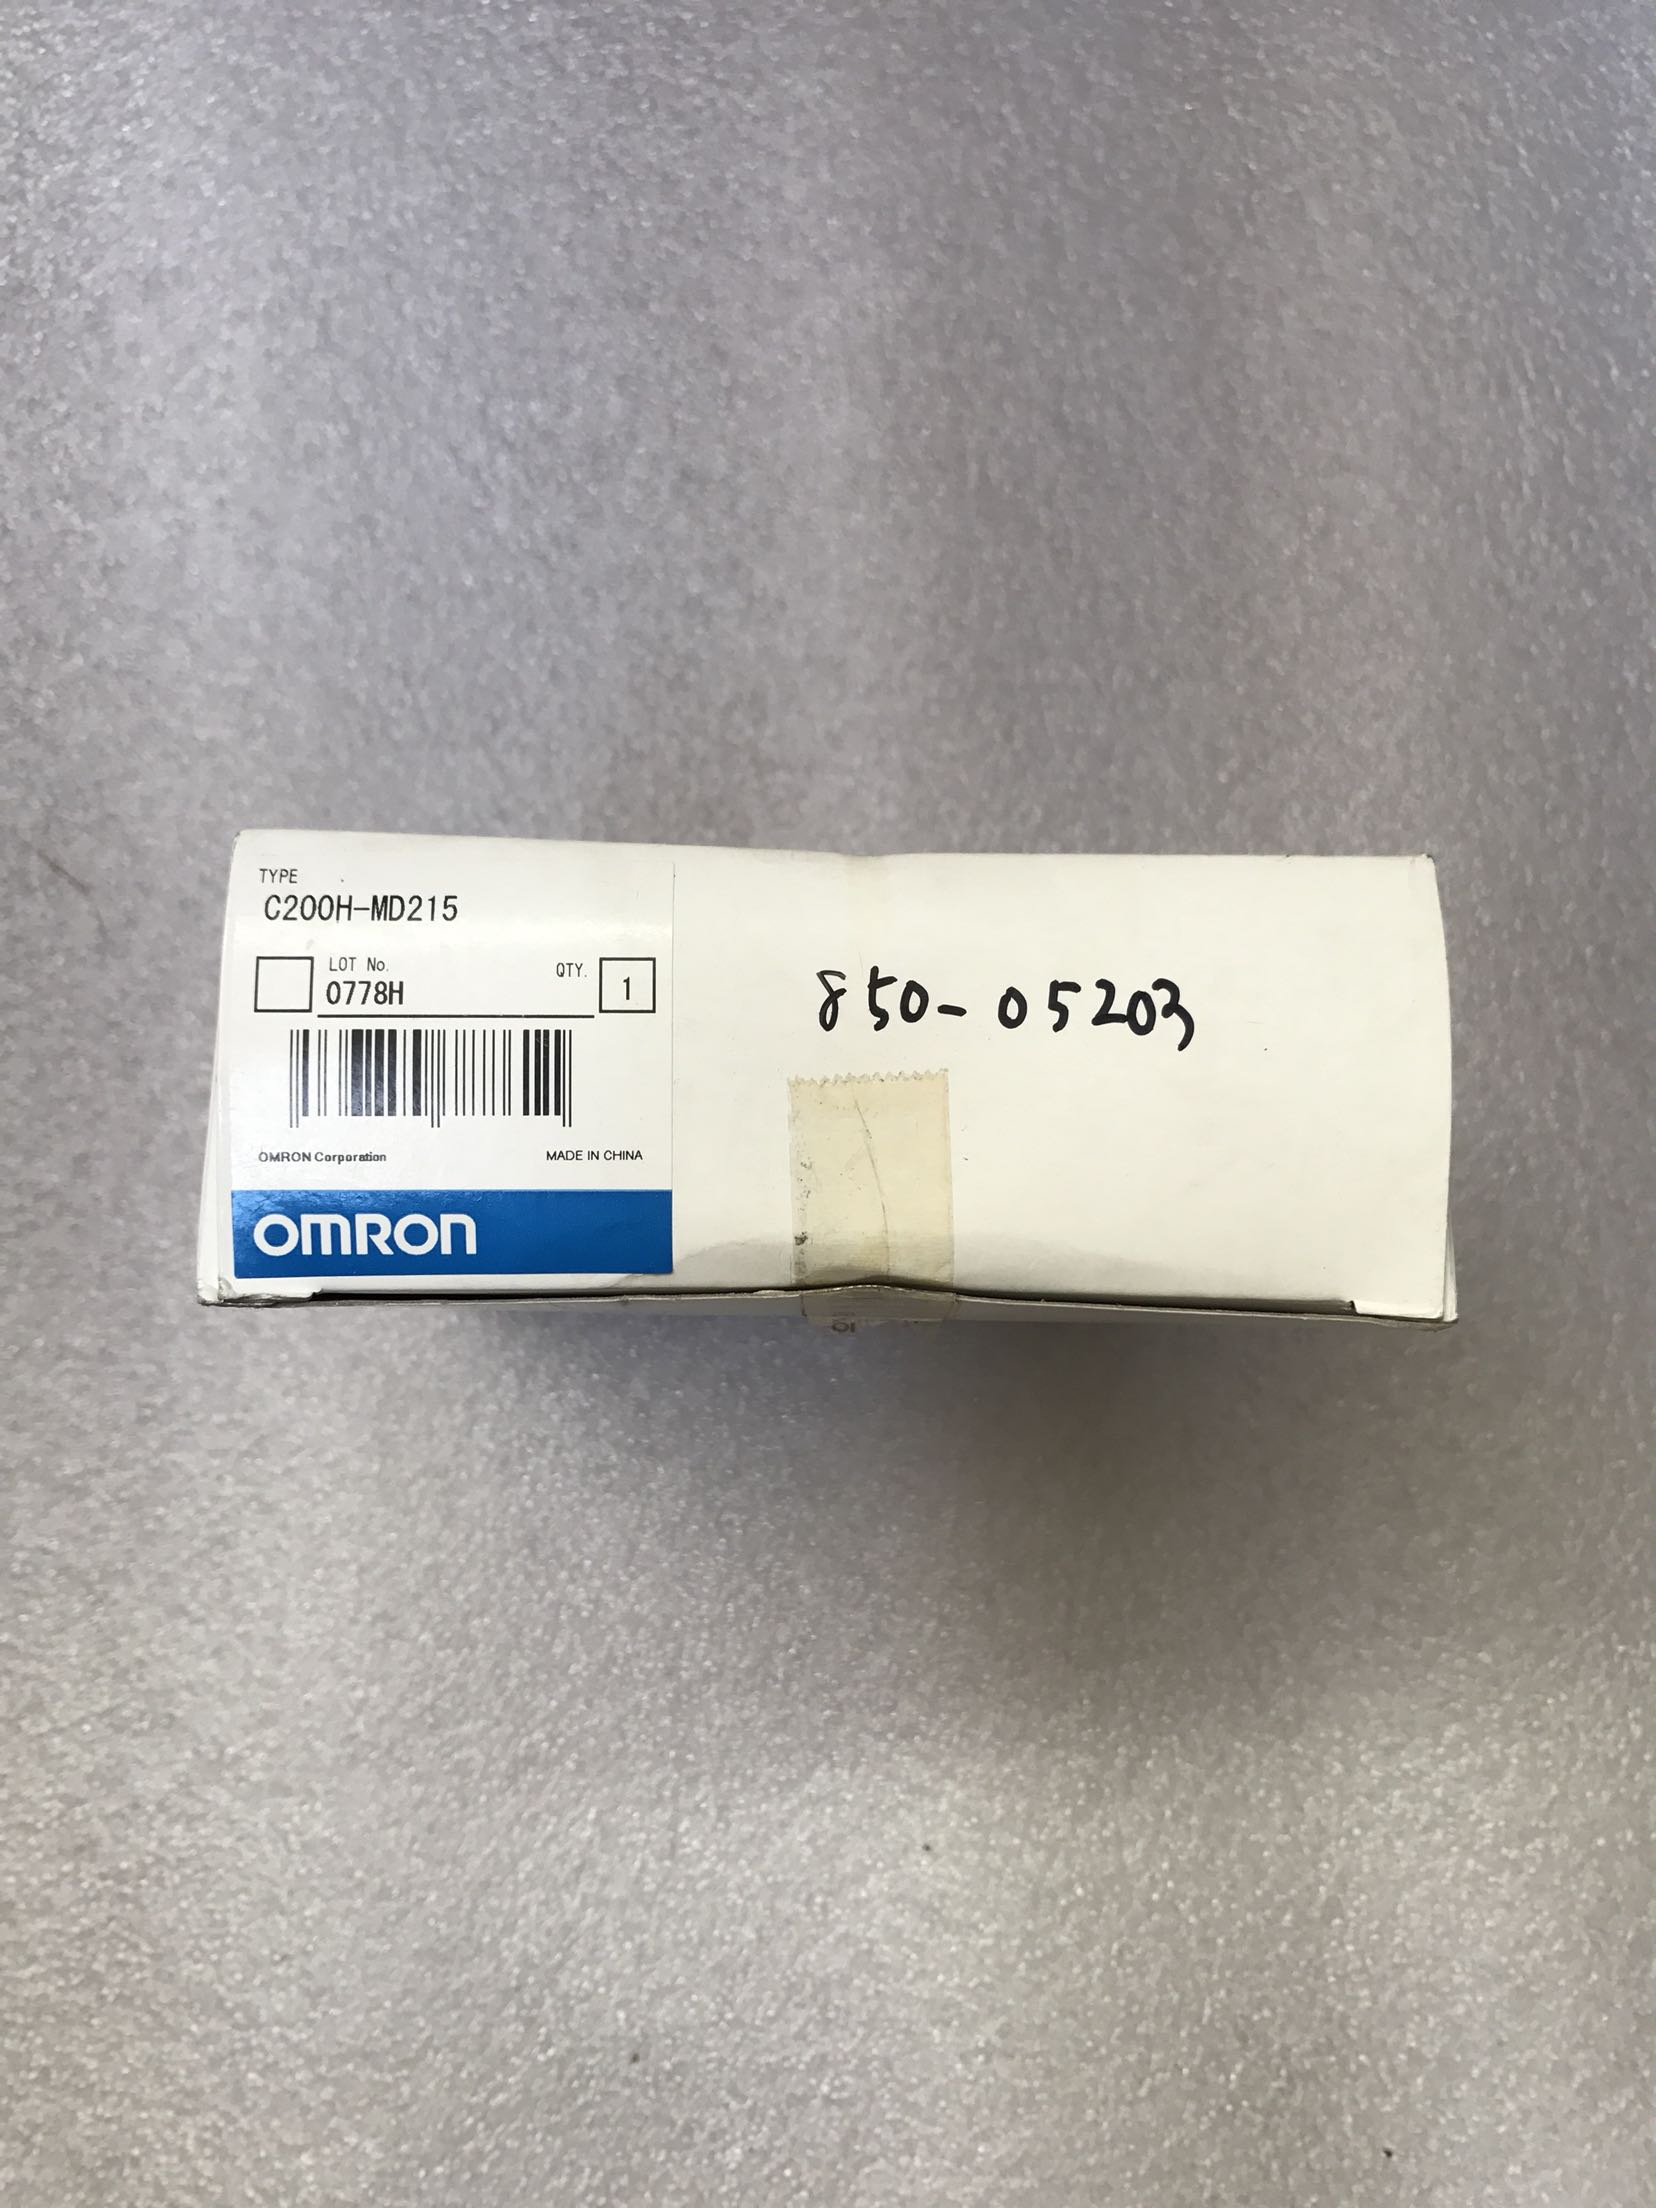 TYPE
C200H-MD215
LOT No.
0778H
QTY.
1
OMRON Corporation
MADE IN CHINA
OMRON
850-05203